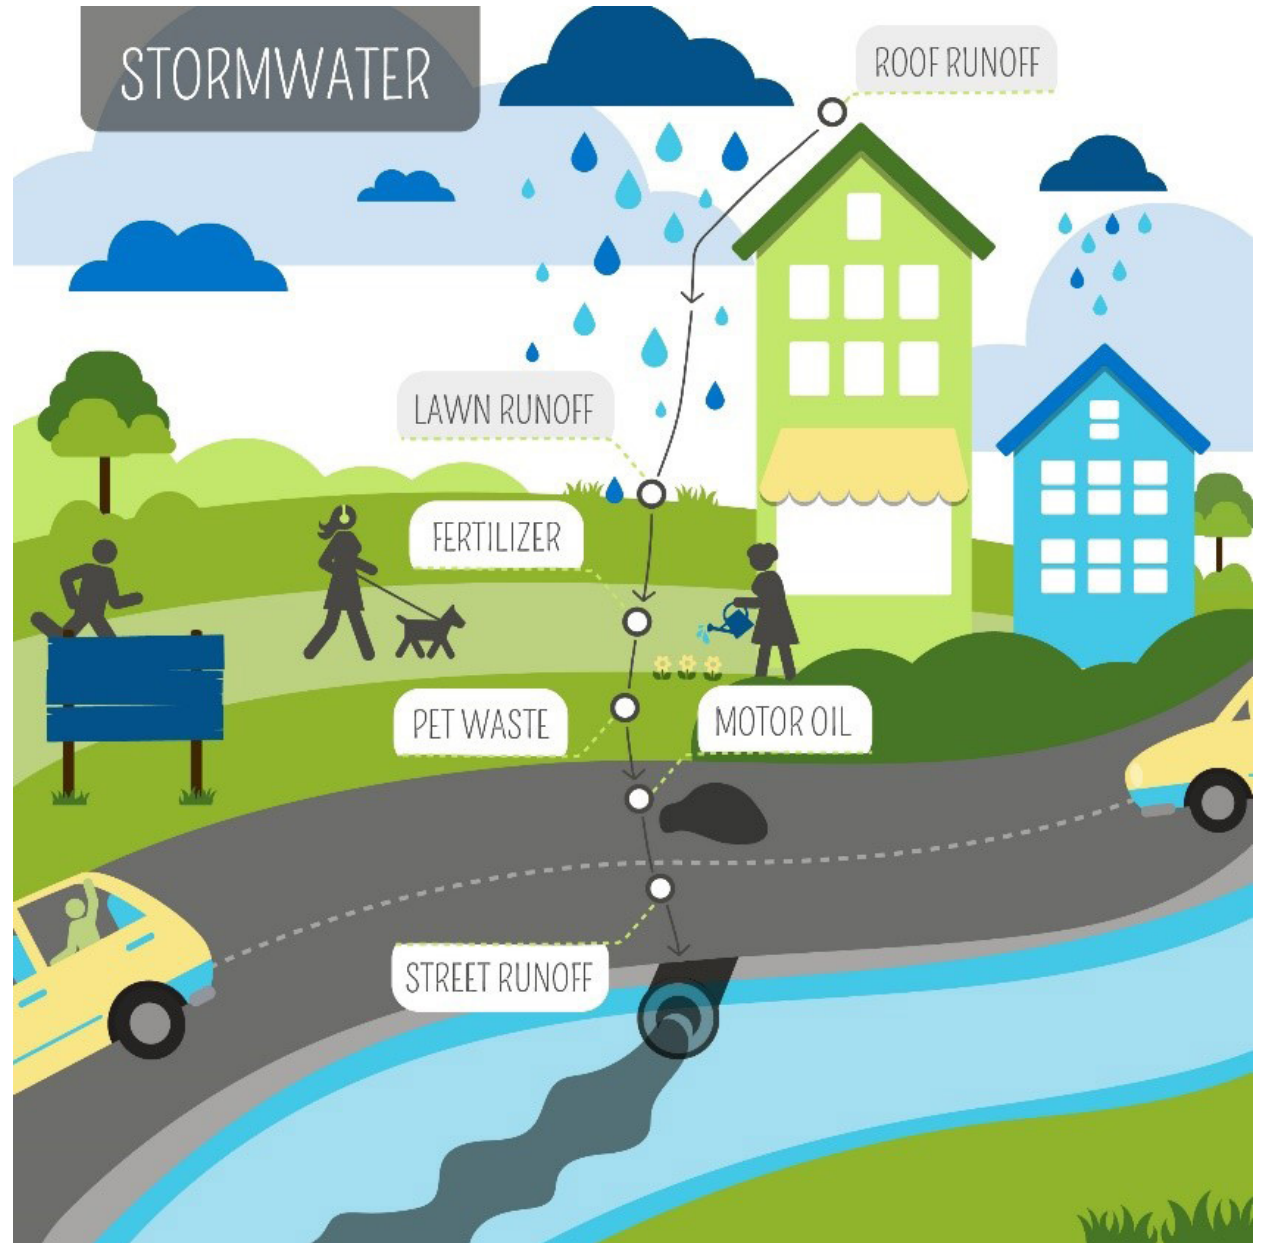 STORMWATER
ROOF RUNOFF
LAWN RUNOFF
FERTILIZER
PET WASTE
MOTOR OIL
STREET RUNOFF